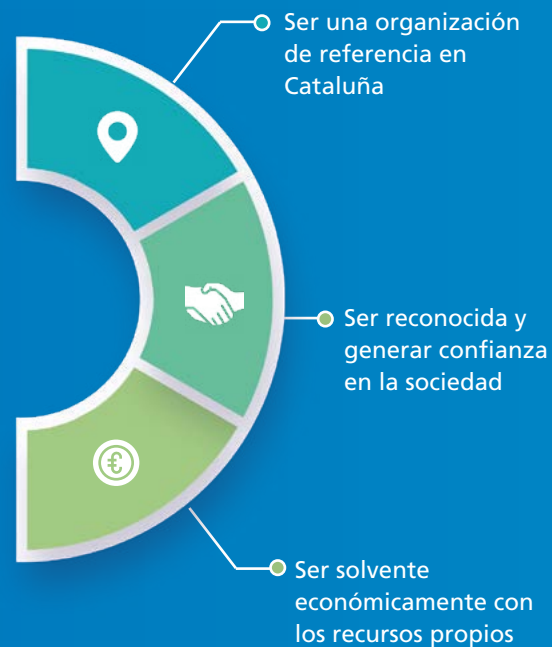 Ser una organización
de referencia en
Cataluña
Ser reconocida y
generar confianza
en la sociedad
€
Ser solvente
económicamente con
los recursos propios